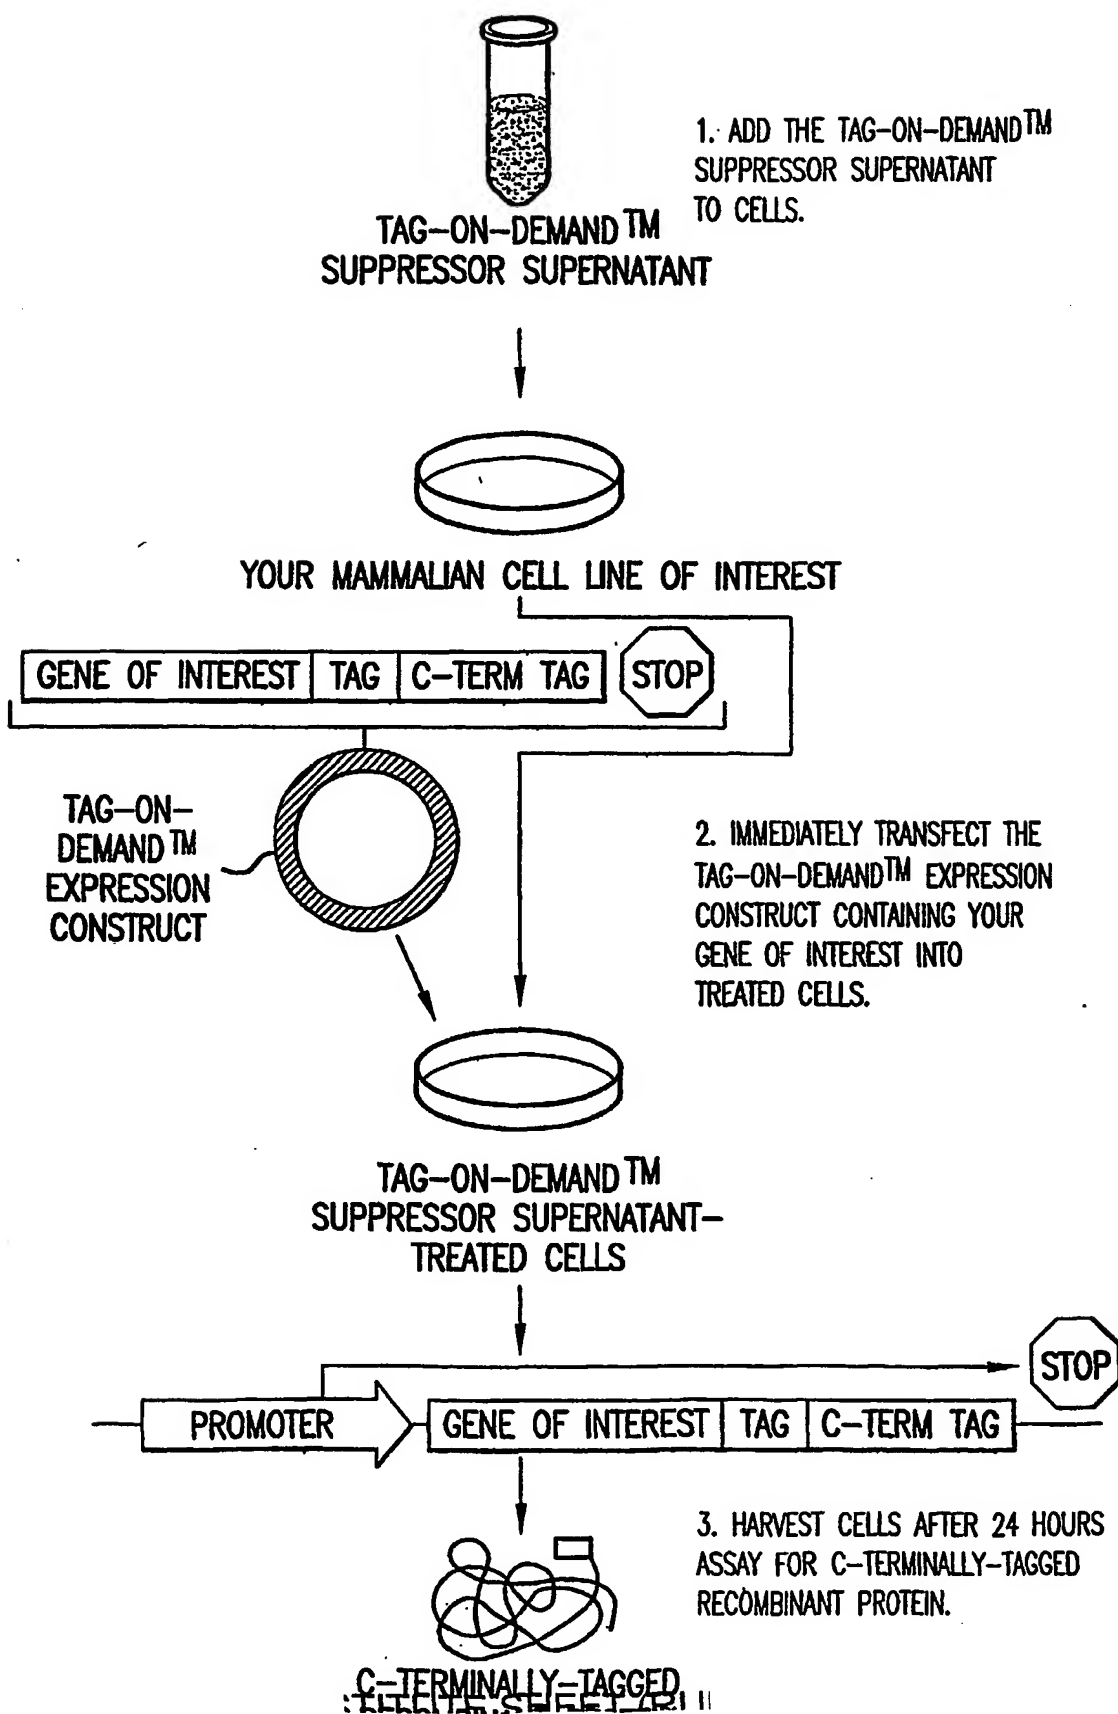 1. ADD THE TAG-ON-DEMAND™
SUPPRESSOR SUPERNATANT
TO CELLS.
TAG-ON-DEMAND™
SUPPRESSOR SUPERNATANT
YOUR MAMMALIAN CELL LINE OF INTEREST
GENE OF INTEREST TAG C-TERM TAG STOP
TAG-ON-
DEMAND™
EXPRESSION
CONSTRUCT
2. IMMEDIATELY TRANSFECT THE
TAG-ON-DEMAND™ EXPRESSION
CONSTRUCT CONTAINING YOUR
GENE OF INTEREST INTO
TREATED CELLS.
TAG-ON-DEMAND™
SUPPRESSOR SUPERNATANT-
TREATED CELLS
STOP
PROMOTER GENE OF INTEREST TAG C-TERM TAG
3. HARVEST CELLS AFTER 24 HOURS
ASSAY FOR C-TERMINALLY-TAGGED
RECOMBINANT PROTEIN.
C-TERMINALLY-TAGGED